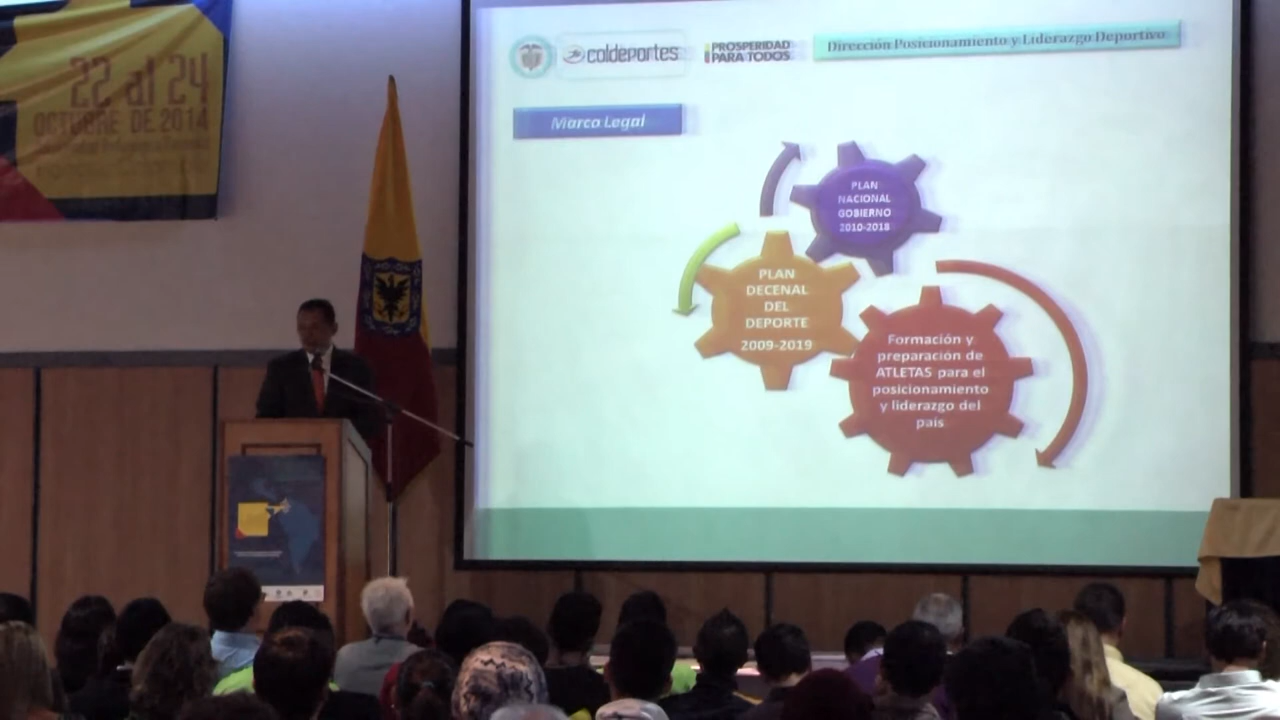 22 al 24
OCTUBRE DE 2014
coldeportes
PROSPERIDAD
PARA TODOS
Dirección Posicionamiento y Liderazgo Deportivo
Marco Legal
PLAN
NACIONAL
GOBIERNO
2010-2018
PLAN
DECENAL
DEL
DEPORTE
2009-2019
Formación y
preparación de
ATLETAS para el
posicionamiento
y liderazgo del
país